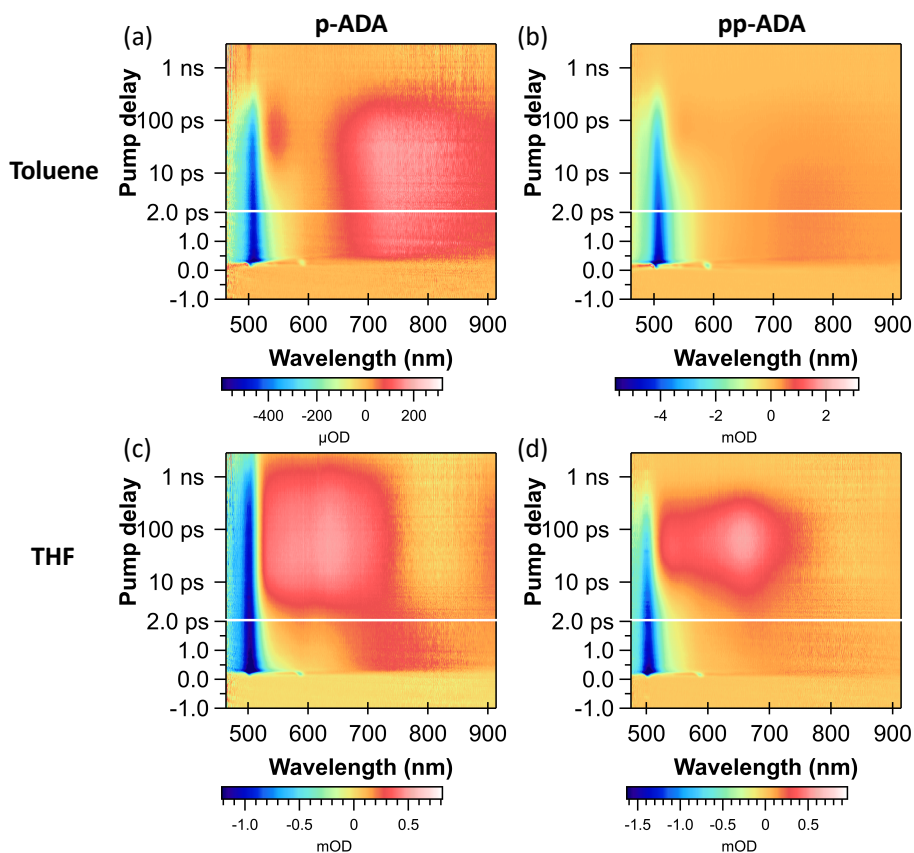 p-ADA
pp-ADA
(a)
(b)
Toluene
Pump delay
1 ns
100 ps
10 ps
2.0 ps
1.0
0.0
-1.0
500 600 700 800 900
Wavelength (nm)
-400 -200 0 200
µOD
Pump delay
1 ns
100 ps
10 ps
2.0 ps
1.0
0.0
-1.0
500 600 700 800 900
Wavelength (nm)
-4 -2 0 2
mOD
(c)
(d)
THF
Pump delay
1 ns
100 ps
10 ps
2.0 ps
1.0
0.0
-1.0
500 600 700 800 900
Wavelength (nm)
-1.0 -0.5 0 0.5
mOD
Pump delay
1 ns
100 ps
10 ps
2.0 ps
1.0
0.0
-1.0
500 600 700 800 900
Wavelength (nm)
-1.5 -1.0 -0.5 0 0.5
mOD